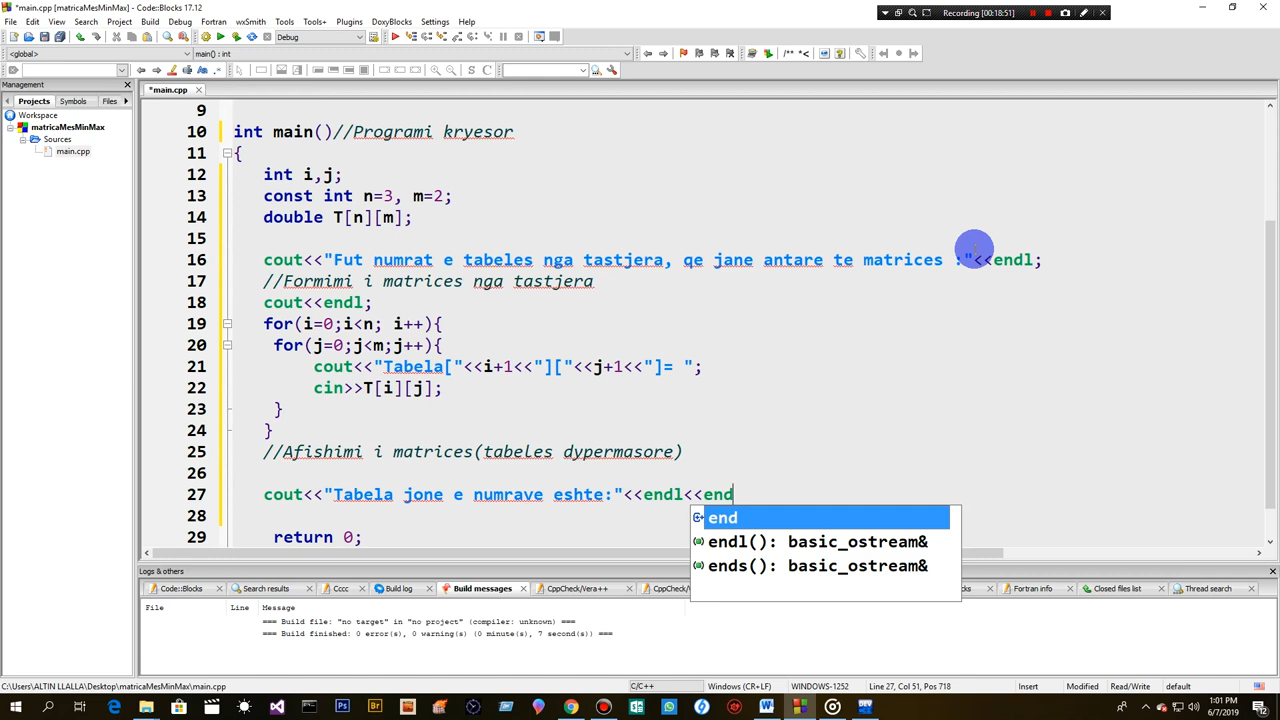 *main.cpp [matricaMesMinMax] - Code::Blocks 17.12
Recording [00:18:51]
File Edit View Search Project Build Debug Fortran wxSmith Tools Tools+ Plugins DoxyBlocks Settings Help
Debug
<global> main() : int
/** *<
S C
Management
*main.cpp
Projects Symbols Files
Workspace
matricaMesMinMax
Sources
main.cpp
9
10 int main()//Programi kryesor
11 {
12 int i,j;
13 const int n=3, m=2;
14 double T[n][m];
15
16 cout<<"Fut numrat e tabeles nga tastjera, qe jane antare te matrices :"<<endl;
17 //Formimi i matrices nga tastjera
18 cout<<endl;
19 for(i=0;i<n; i++){
20 for(j=0;j<m;j++){
21 cout<<"Tabela["<<i+1<<"]["<<j+1<<"]= ";
22 cin>>T[i][j];
23 }
24 }
25 //Afishimi i matrices(tabeles dypermasore)
26
27 cout<<"Tabela jone e numrave eshte:"<<endl<<end
28
29 return 0;
end
endl(): basic_ostream&
ends(): basic_ostream&
Logs & others
Code::Blocks Search results Cccc Build log Build messages CppCheck/Vera++ Fortran info Closed files list Thread search
File Line Message
=== Build file: "no target" in "no project" (compiler: unknown) ===
=== Build finished: 0 error(s), 0 warning(s) (0 minute(s), 7 second(s)) ===
C:\Users\ALTIN LLALLA\Desktop\matricaMesMinMax\main.cpp C/C++ Windows (CR+LF) WINDOWS-1252 Line 27, Col 51, Pos 718 Insert Modified Read/Write default
1:01 PM
6/7/2019